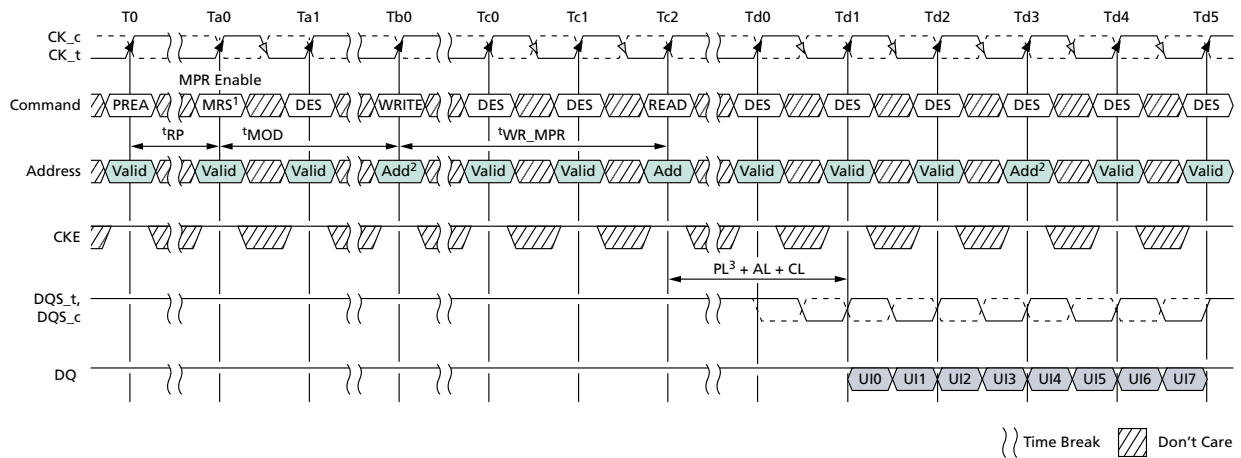 T0 Ta0 Ta1 Tb0 Tc0 Tc1 Tc2 Td0 Td1 Td2 Td3 Td4 Td5
CK_c
CK_t
MPR Enable
Command PREA MRS¹ DES WRITE DES DES READ DES DES DES DES DES DES
tRP tMOD tWR_MPR
Address Valid Valid Valid Add² Valid Valid Add Valid Valid Valid Add² Valid Valid
CKE
PL³ + AL + CL
DQS_t,
DQS_c
DQ UI0 UI1 UI2 UI3 UI4 UI5 UI6 UI7
Time Break Don't Care